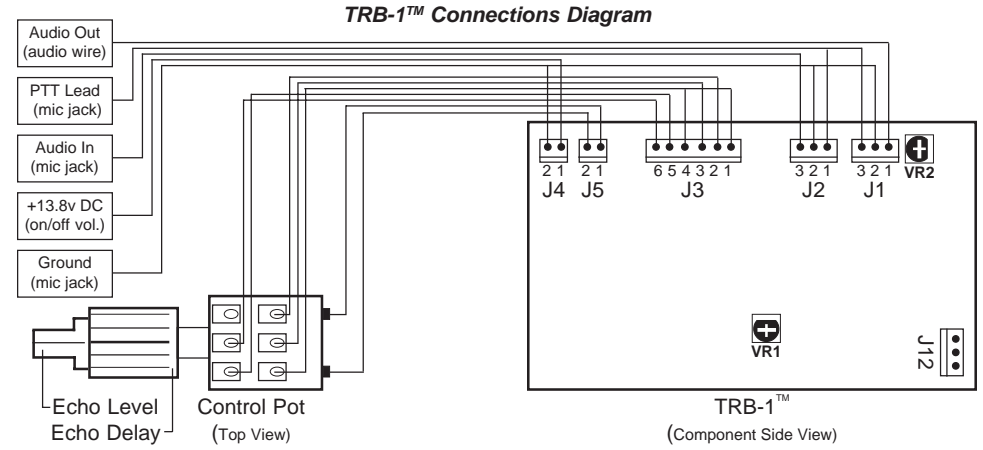 TRB-1™ Connections Diagram
Audio Out
(audio wire)
PTT Lead
(mic jack)
Audio In
(mic jack)
+13.8v DC
(on/off vol.)
Ground
(mic jack)
2 1
J4
2 1
J5
6 5 4 3 2 1
J3
3 2 1
J2
3 2 1
J1
VR2
VR1
J12
Echo Level
Echo Delay
Control Pot
(Top View)
TRB-1™
(Component Side View)